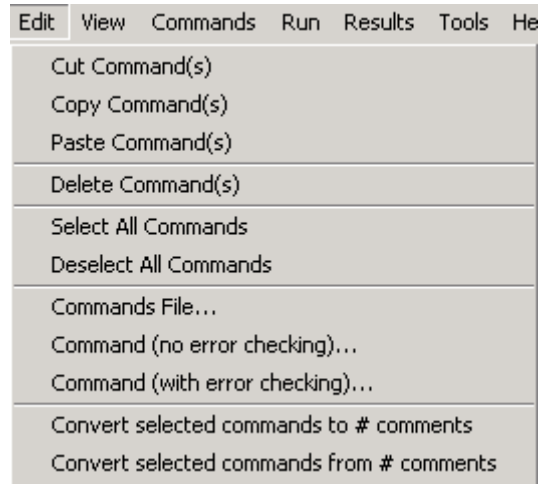 Edit View Commands Run Results Tools He
Cut Command(s)
Copy Command(s)
Paste Command(s)
Delete Command(s)
Select All Commands
Deselect All Commands
Commands File...
Command (no error checking)...
Command (with error checking)...
Convert selected commands to # comments
Convert selected commands from # comments